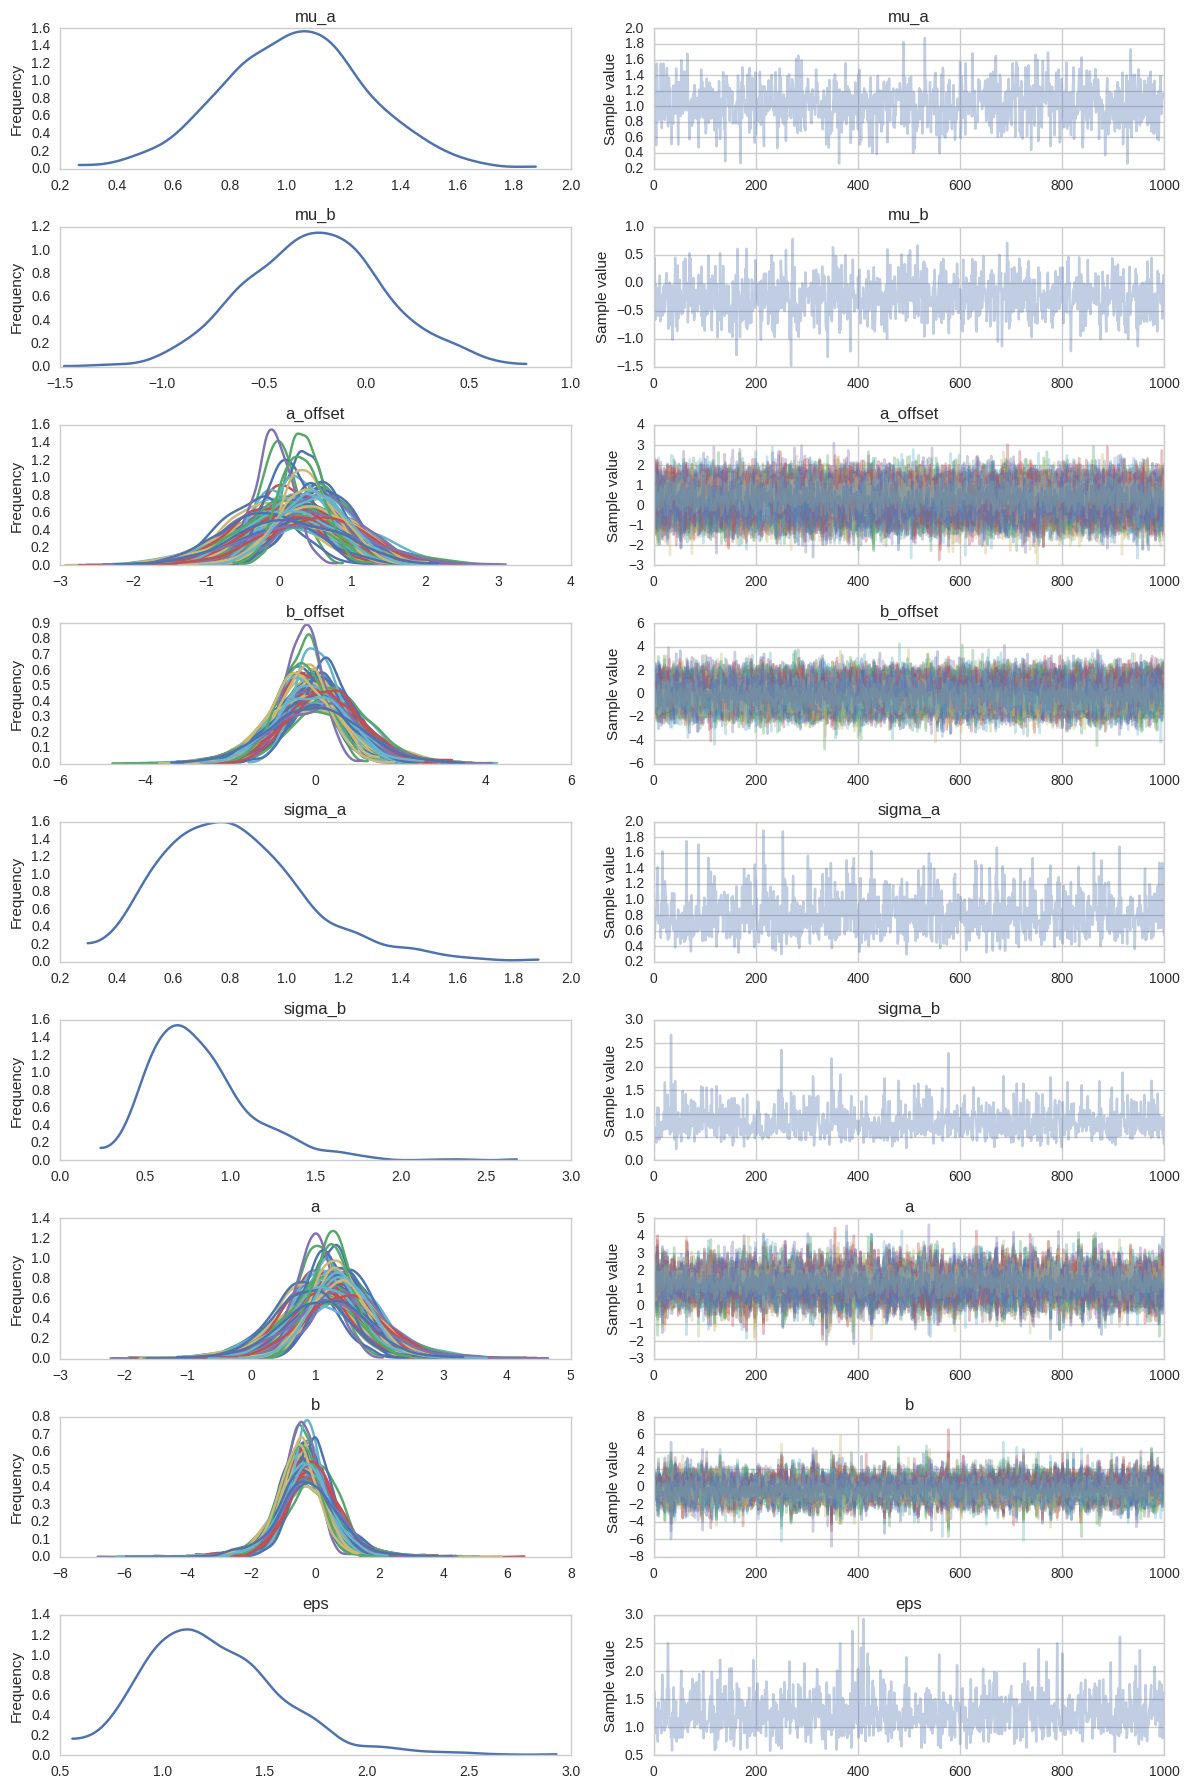 mu_a
Frequency
1.6
1.4
1.2
1.0
0.8
0.6
0.4
0.2
0.0
0.2 0.4 0.6 0.8 1.0 1.2 1.4 1.6 1.8 2.0
mu_a
Sample value
2.0
1.8
1.6
1.4
1.2
1.0
0.8
0.6
0.4
0.2
0 200 400 600 800 1000
mu_b
Frequency
1.2
1.0
0.8
0.6
0.4
0.2
0.0
−1.5 −1.0 −0.5 0.0 0.5 1.0
mu_b
Sample value
1.0
0.5
0.0
−0.5
−1.0
−1.5
0 200 400 600 800 1000
a_offset
Frequency
1.6
1.4
1.2
1.0
0.8
0.6
0.4
0.2
0.0
−3 −2 −1 0 1 2 3 4
a_offset
Sample value
4
3
2
1
0
−1
−2
−3
0 200 400 600 800 1000
b_offset
Frequency
0.9
0.8
0.7
0.6
0.5
0.4
0.3
0.2
0.1
0.0
−6 −4 −2 0 2 4 6
b_offset
Sample value
6
4
2
0
−2
−4
−6
0 200 400 600 800 1000
sigma_a
Frequency
1.6
1.4
1.2
1.0
0.8
0.6
0.4
0.2
0.0
0.2 0.4 0.6 0.8 1.0 1.2 1.4 1.6 1.8 2.0
sigma_a
Sample value
2.0
1.8
1.6
1.4
1.2
1.0
0.8
0.6
0.4
0.2
0 200 400 600 800 1000
sigma_b
Frequency
1.6
1.4
1.2
1.0
0.8
0.6
0.4
0.2
0.0
0.0 0.5 1.0 1.5 2.0 2.5 3.0
sigma_b
Sample value
3.0
2.5
2.0
1.5
1.0
0.5
0.0
0 200 400 600 800 1000
a
Frequency
1.4
1.2
1.0
0.8
0.6
0.4
0.2
0.0
−3 −2 −1 0 1 2 3 4 5
a
Sample value
5
4
3
2
1
0
−1
−2
−3
0 200 400 600 800 1000
b
Frequency
0.8
0.7
0.6
0.5
0.4
0.3
0.2
0.1
0.0
−8 −6 −4 −2 0 2 4 6 8
b
Sample value
8
6
4
2
0
−2
−4
−6
−8
0 200 400 600 800 1000
eps
Frequency
1.4
1.2
1.0
0.8
0.6
0.4
0.2
0.0
0.5 1.0 1.5 2.0 2.5 3.0
eps
Sample value
3.0
2.5
2.0
1.5
1.0
0.5
0 200 400 600 800 1000